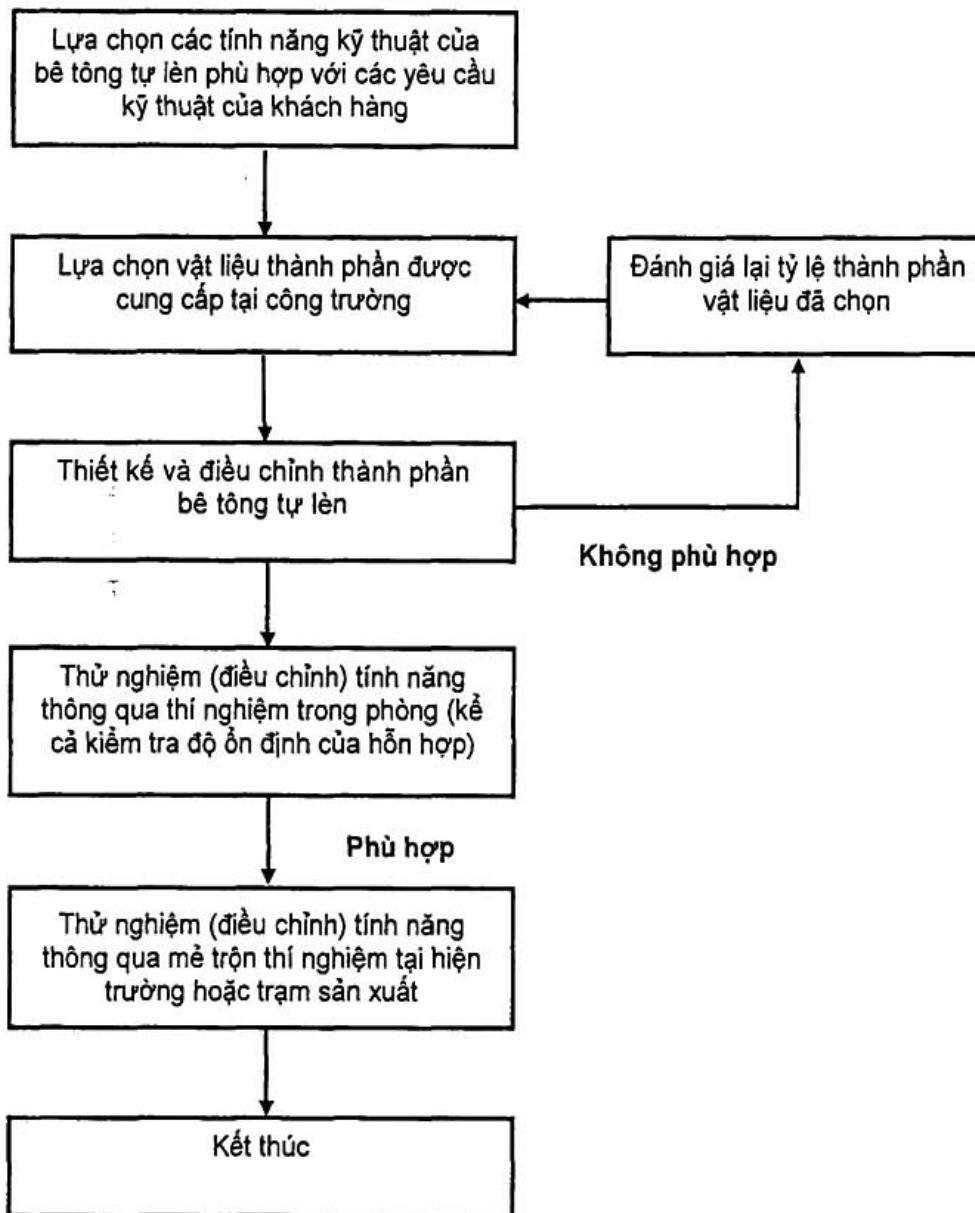 Lựa chọn các tính năng kỹ thuật của
bê tông tự lèn phù hợp với các yêu cầu
kỹ thuật của khách hàng
Lựa chọn vật liệu thành phần được
cung cấp tại công trường
Đánh giá lại tỷ lệ thành phần
vật liệu đã chọn
Thiết kế và điều chỉnh thành phần
bê tông tự lèn
Không phù hợp
Thử nghiệm (điều chỉnh) tính năng
thông qua thí nghiệm trong phòng (kể
cả kiểm tra độ ổn định của hỗn hợp)
Phù hợp
Thử nghiệm (điều chỉnh) tính năng
thông qua mẻ trộn thí nghiệm tại hiện
trường hoặc trạm sản xuất
Kết thúc